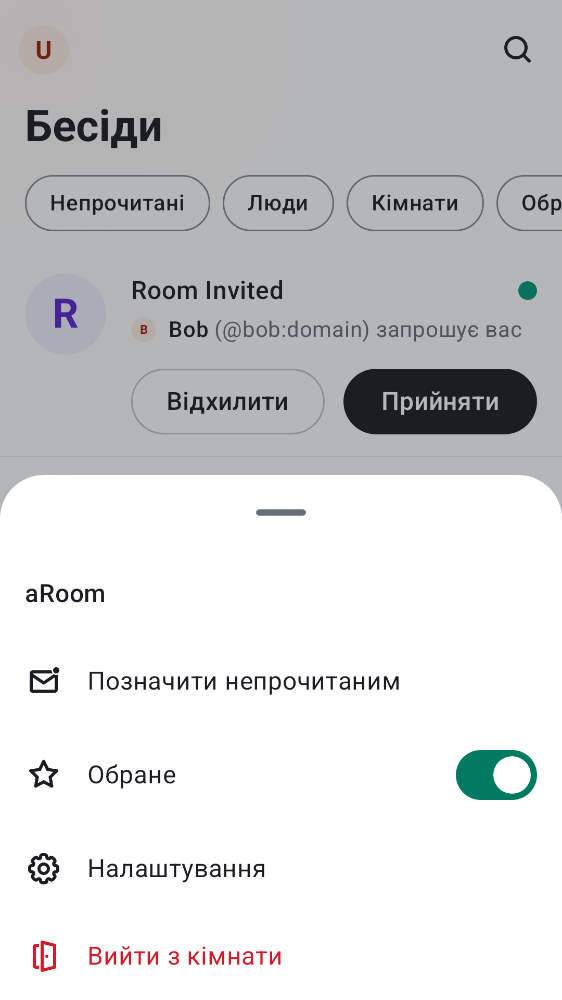 U
Бесіди
Непрочитані
Люди
Кімнати
Обр
R
Room Invited
B Bob (@bob:domain) запрошує вас
Відхилити
Прийняти
aRoom
Позначити непрочитаним
Обране
Налаштування
Вийти з кімнати